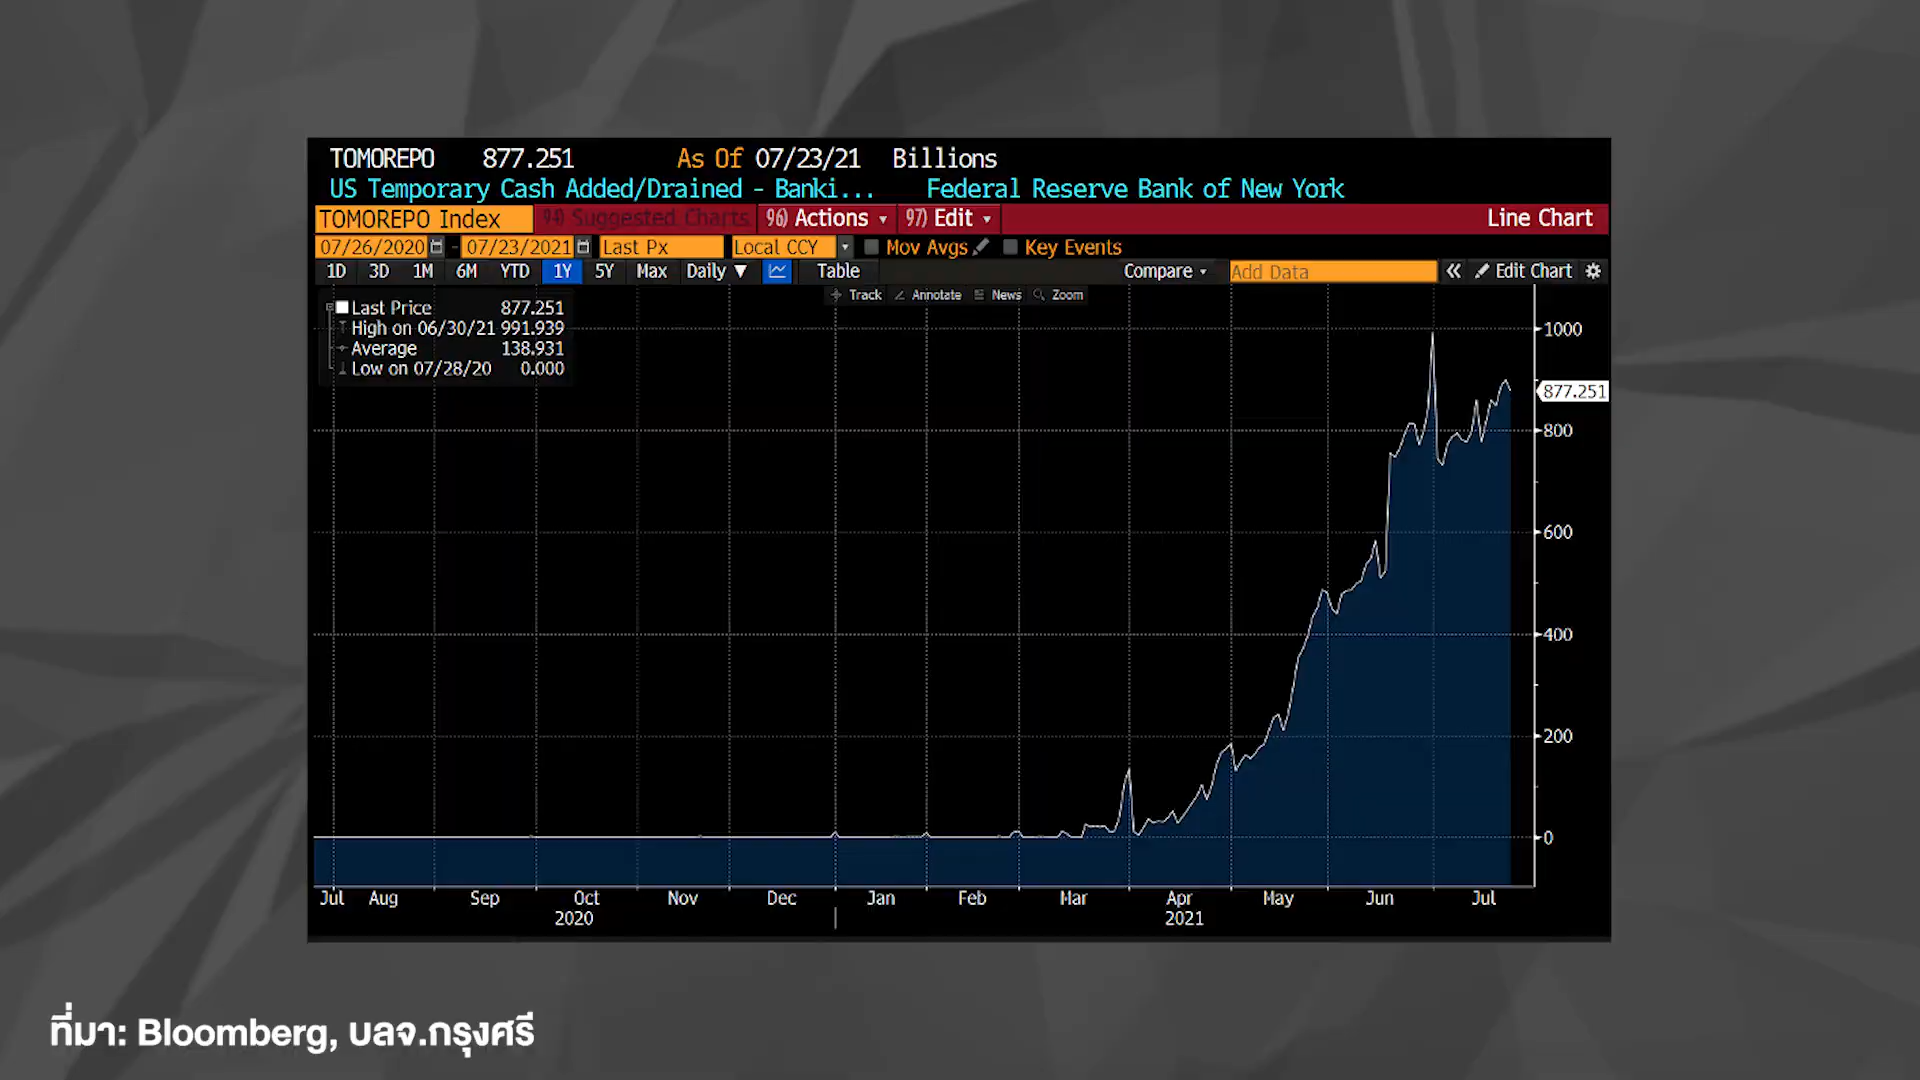 TOMOREPO 877.251 As Of 07/23/21 Billions
US Temporary Cash Added/Drained - Banki... Federal Reserve Bank of New York
TOMOREPO Index 94) Suggested Charts 96) Actions 97) Edit Line Chart
07/26/2020 - 07/23/2021 Last Px Local CCY Mov Avgs Key Events
1D 3D 1M 6M YTD 1Y 5Y Max Daily ▼ Table Compare Add Data « Edit Chart
Track Annotate News Zoom
Last Price 877.251
High on 06/30/21 991.939
Average 138.931
Low on 07/28/20 0.000
1000
877.251
800
600
400
200
0
Jul Aug Sep Oct Nov Dec Jan Feb Mar Apr May Jun Jul
2020 2021
ที่มา: Bloomberg, บลจ.กรุงศรี